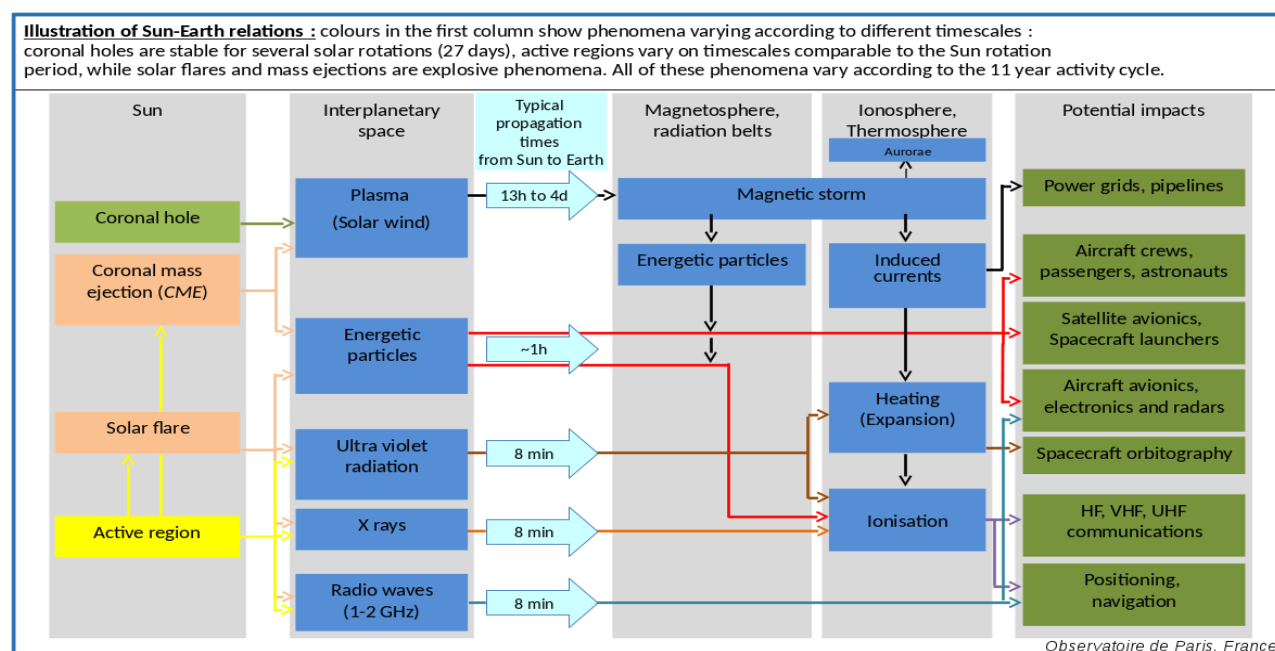 Illustration of Sun-Earth relations : colours in the first column show phenomena varying according to different timescales :
coronal holes are stable for several solar rotations (27 days), active regions vary on timescales comparable to the Sun rotation
period, while solar flares and mass ejections are explosive phenomena. All of these phenomena vary according to the 11 year activity cycle.
Sun
Interplanetary
space
Typical
propagation
times
from Sun to Earth
Magnetosphere,
radiation belts
Ionosphere,
Thermosphere
Potential impacts
Aurorae
Coronal hole
Plasma
(Solar wind)
13h to 4d
Magnetic storm
Power grids, pipelines
Coronal mass
ejection (CME)
Energetic particles
Induced
currents
Aircraft crews,
passengers, astronauts
Energetic
particles
~1h
Satellite avionics,
Spacecraft launchers
Solar flare
Heating
(Expansion)
Aircraft avionics,
electronics and radars
Ultra violet
radiation
8 min
Spacecraft orbitography
Active region
X rays
8 min
Ionisation
HF, VHF, UHF
communications
Radio waves
(1-2 GHz)
8 min
Positioning,
navigation
Observatoire de Paris, France